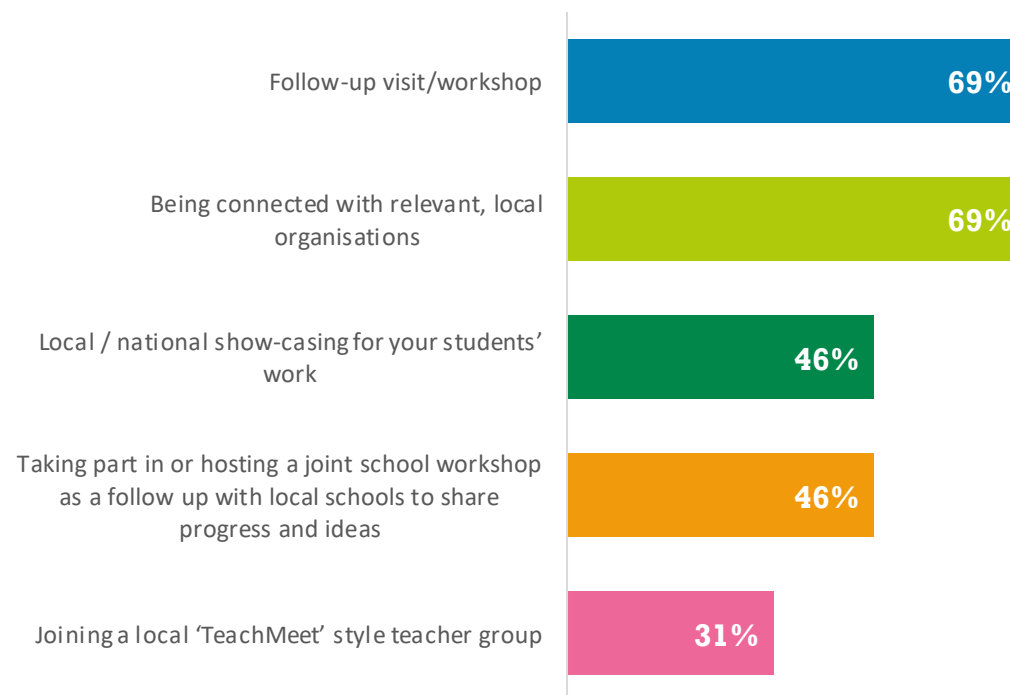 Follow-up visit/workshop
69%
Being connected with relevant, local
organisations
69%
Local / national show-casing for your students’
work
46%
Taking part in or hosting a joint school workshop
as a follow up with local schools to share
progress and ideas
46%
Joining a local ‘TeachMeet’ style teacher group
31%